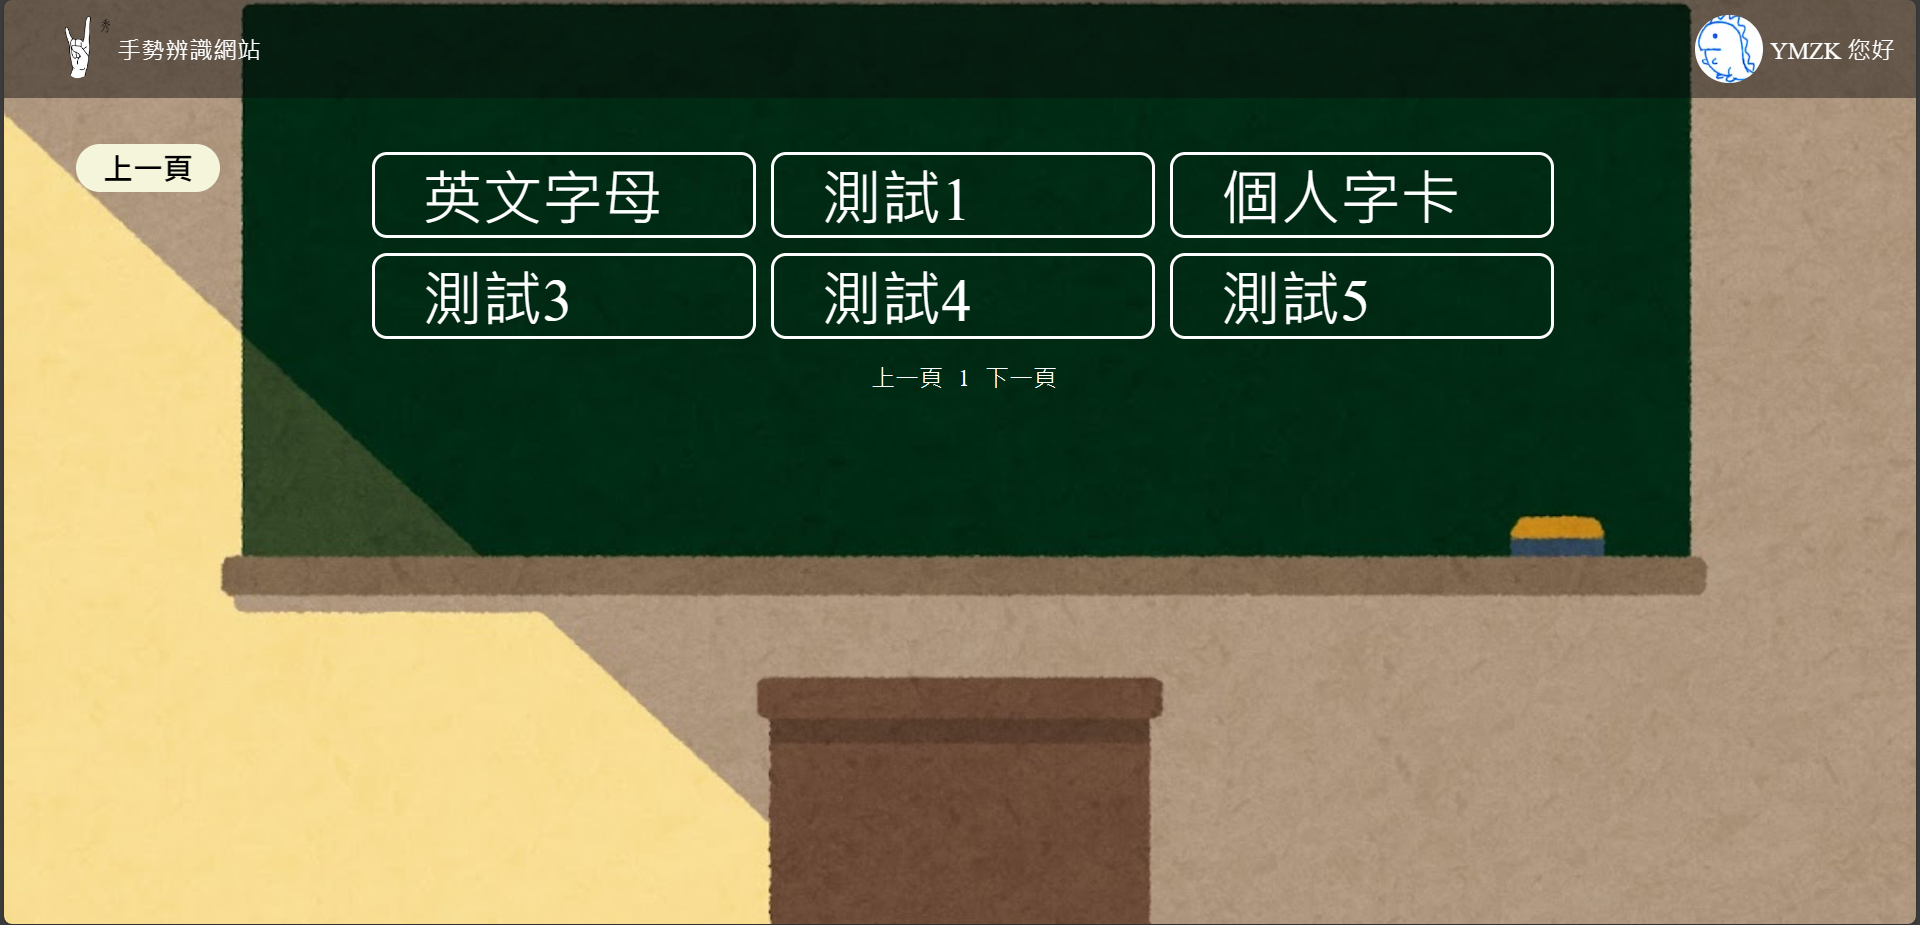 秀
手勢辨識網站
YMZK 您好
上一頁
英文字母 測試1 個人字卡
測試3 測試4 測試5
上一頁 1 下一頁